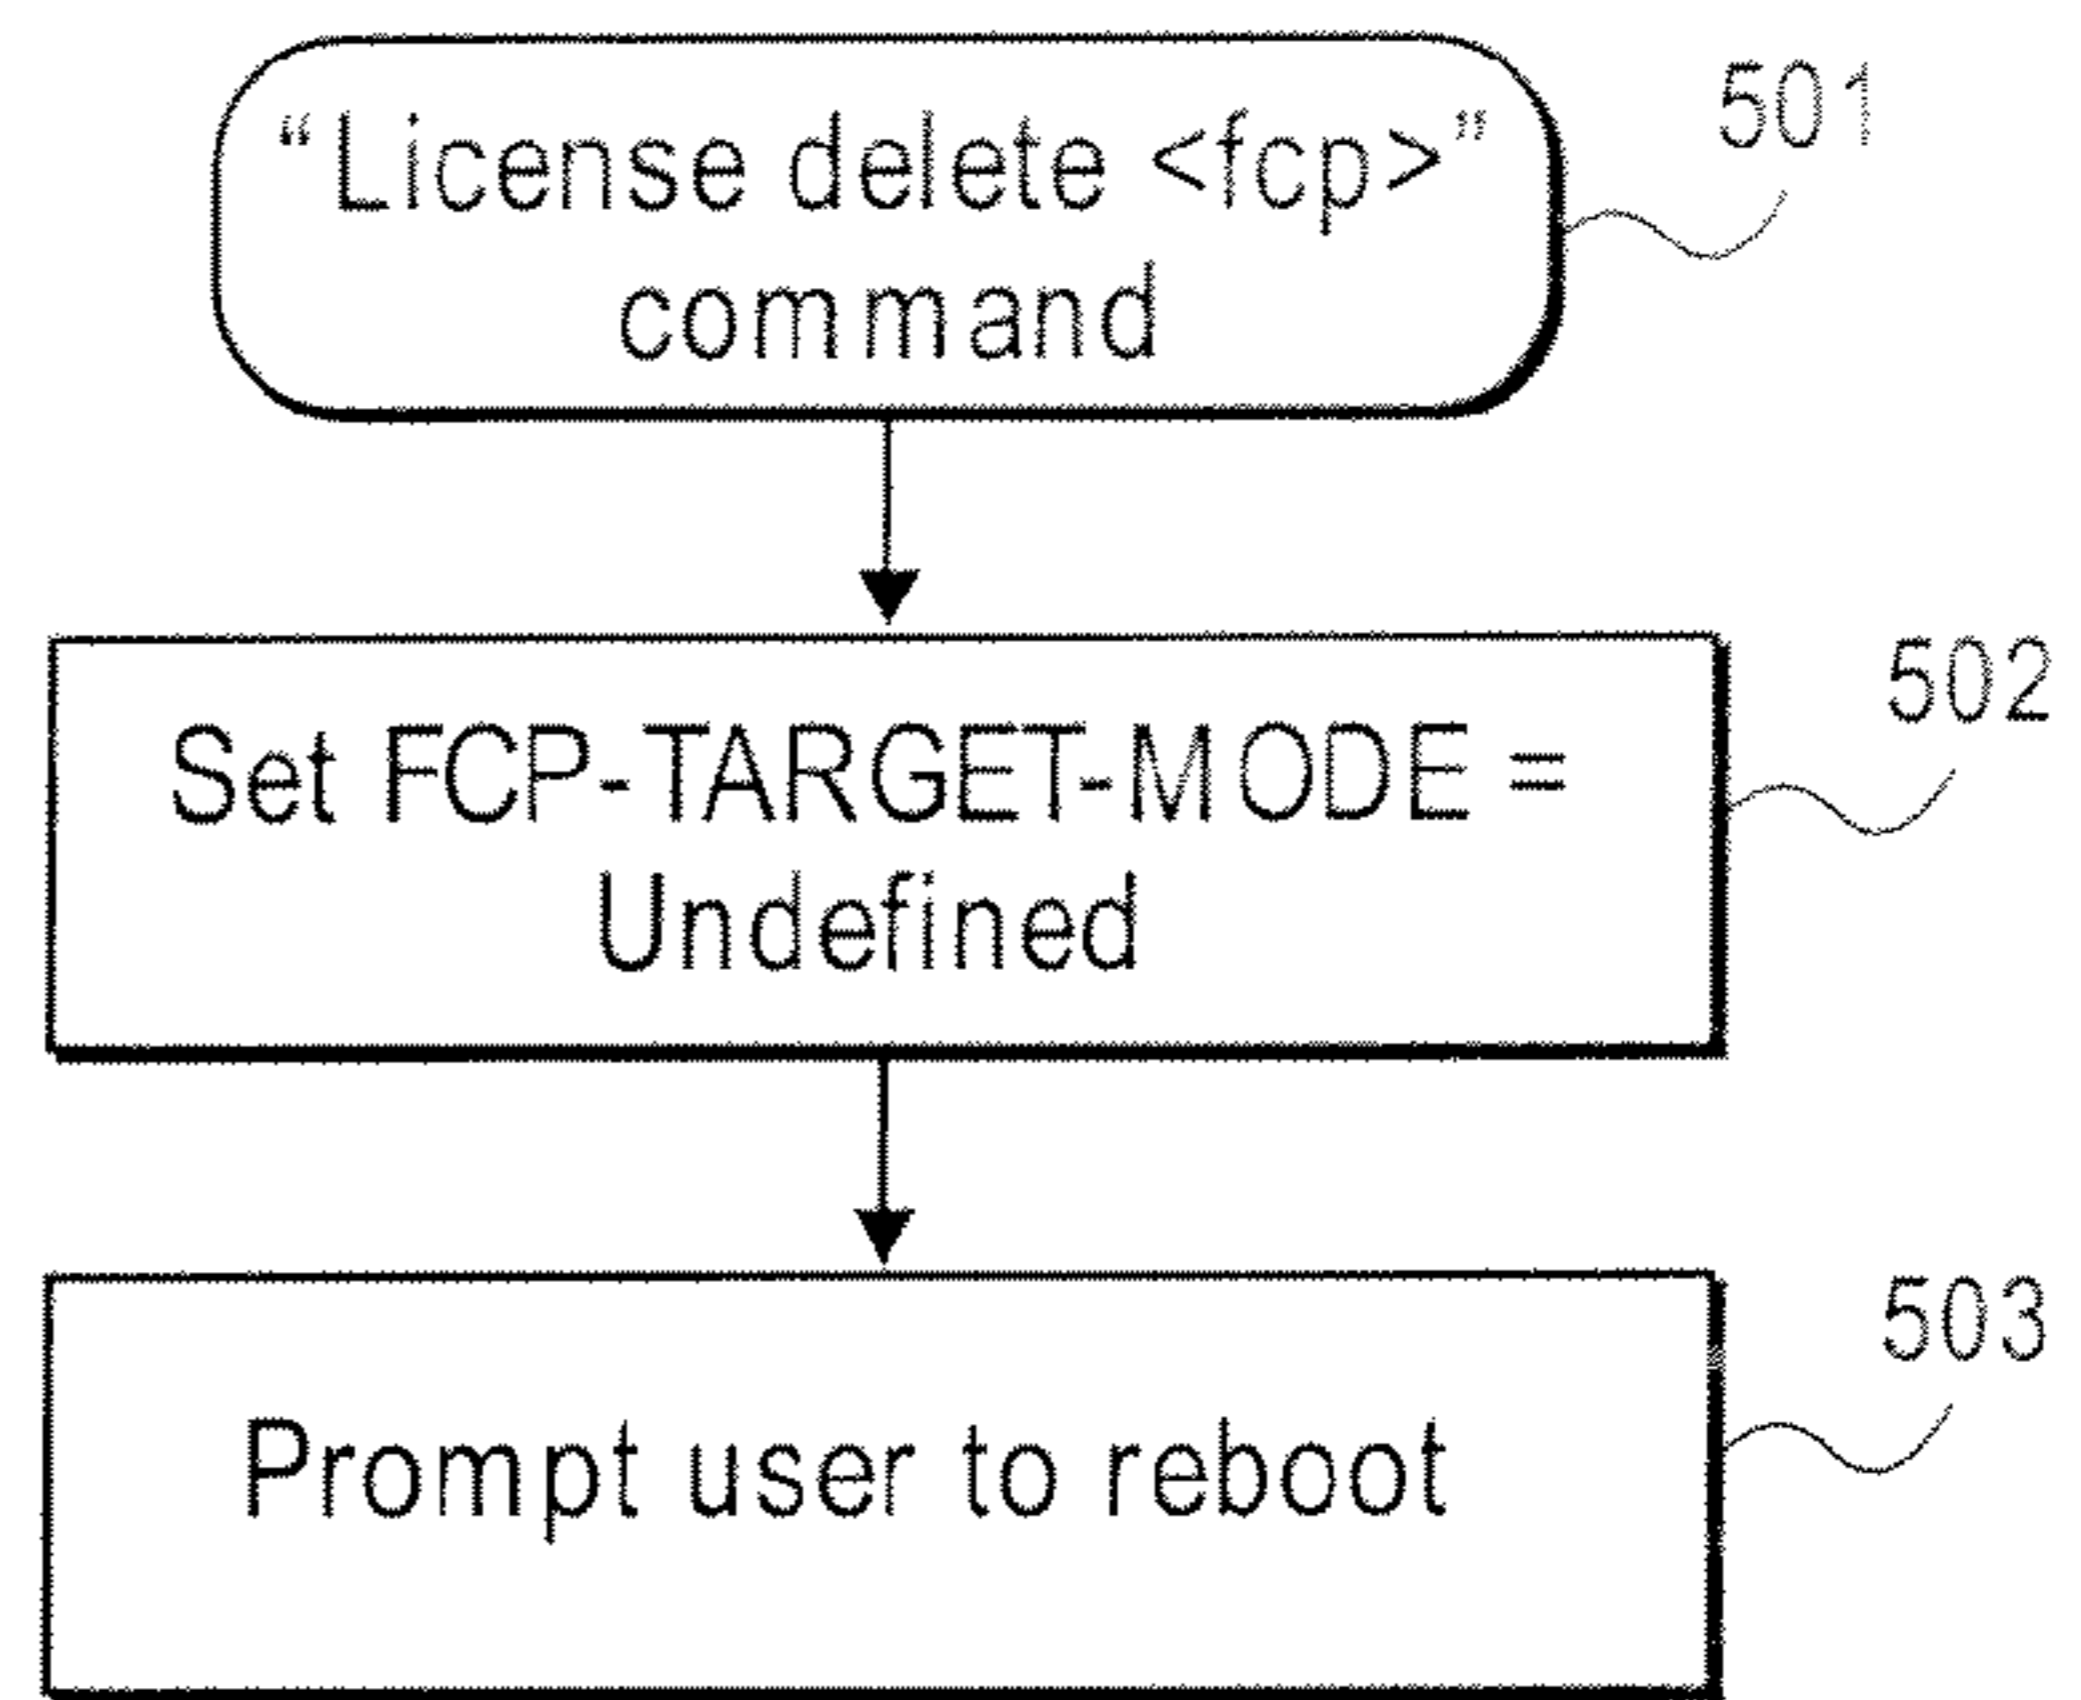 “License delete <fcp>”
command
501
Set FCP-TARGET-MODE =
Undefined
502
Prompt user to reboot
503